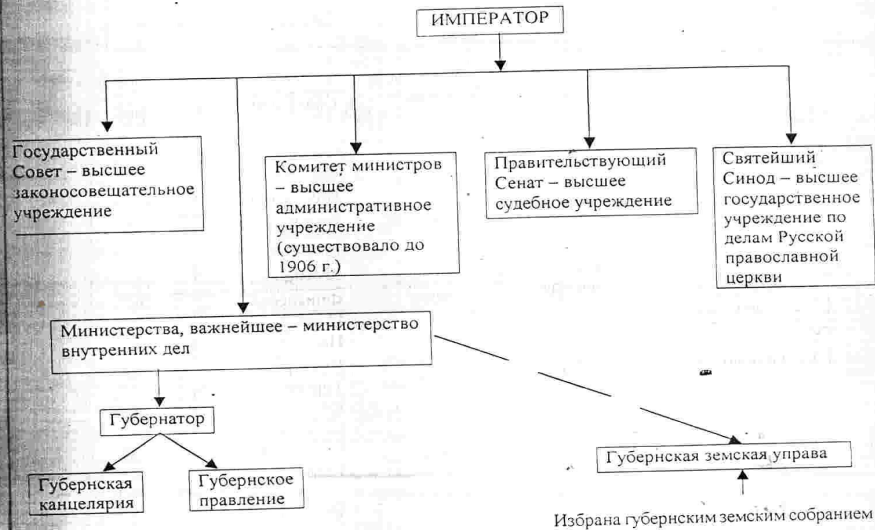 ИМПЕРАТОР
Государственный
Совет – высшее
законосовещательное
учреждение
Комитет министров
– высшее
административное
учреждение
(существовало до
1906 г.)
Правительствующий
Сенат – высшее
судебное учреждение
Святейший
Синод – высшее
государственное
учреждение по
делам Русской
православной
церкви
Министерства, важнейшее – министерство
внутренних дел
Губернатор
Губернская
канцелярия
Губернское
правление
Губернская земская управа
Избрана губернским земским собранием